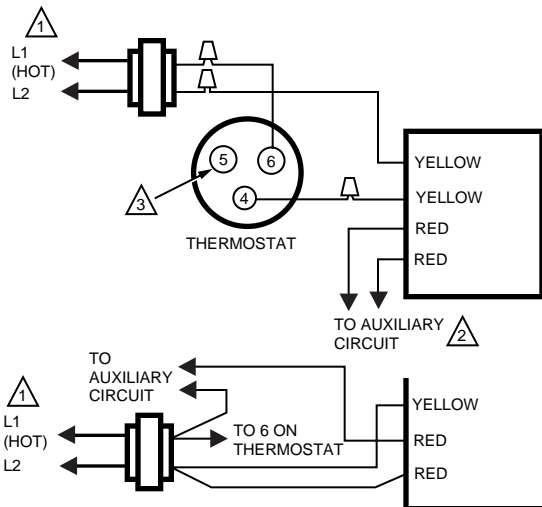 1
L1
(HOT)
L2
5
6
4
3
THERMOSTAT
YELLOW
YELLOW
RED
RED
TO AUXILIARY
CIRCUIT
2
TO
AUXILIARY
CIRCUIT
1
L1
(HOT)
L2
TO 6 ON
THERMOSTAT
YELLOW
RED
RED